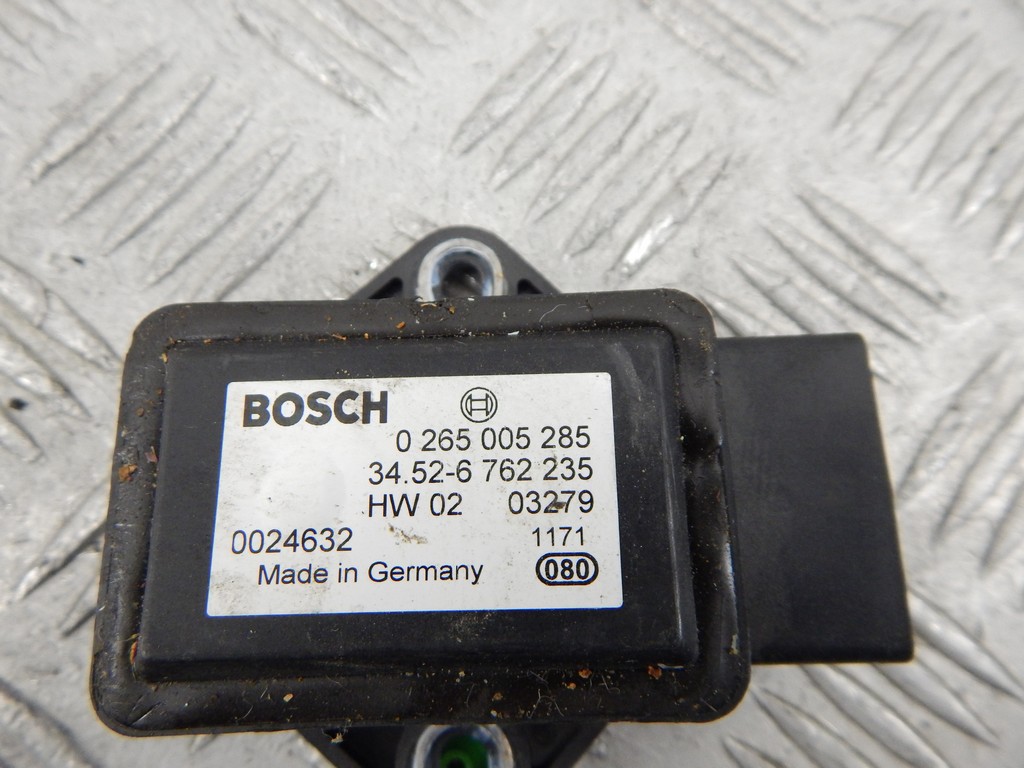 BOSCH
0 265 005 285
34.52-6 762 235
HW 02 03279
0024632 1171
Made in Germany 080